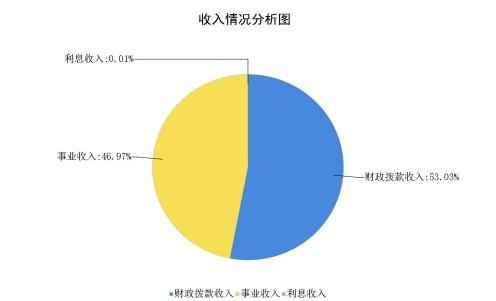 收入情况分析图
利息收入:0.01%
事业收入:46.97%
财政拨款收入:53.03%
财政拨款收入 事业收入 利息收入